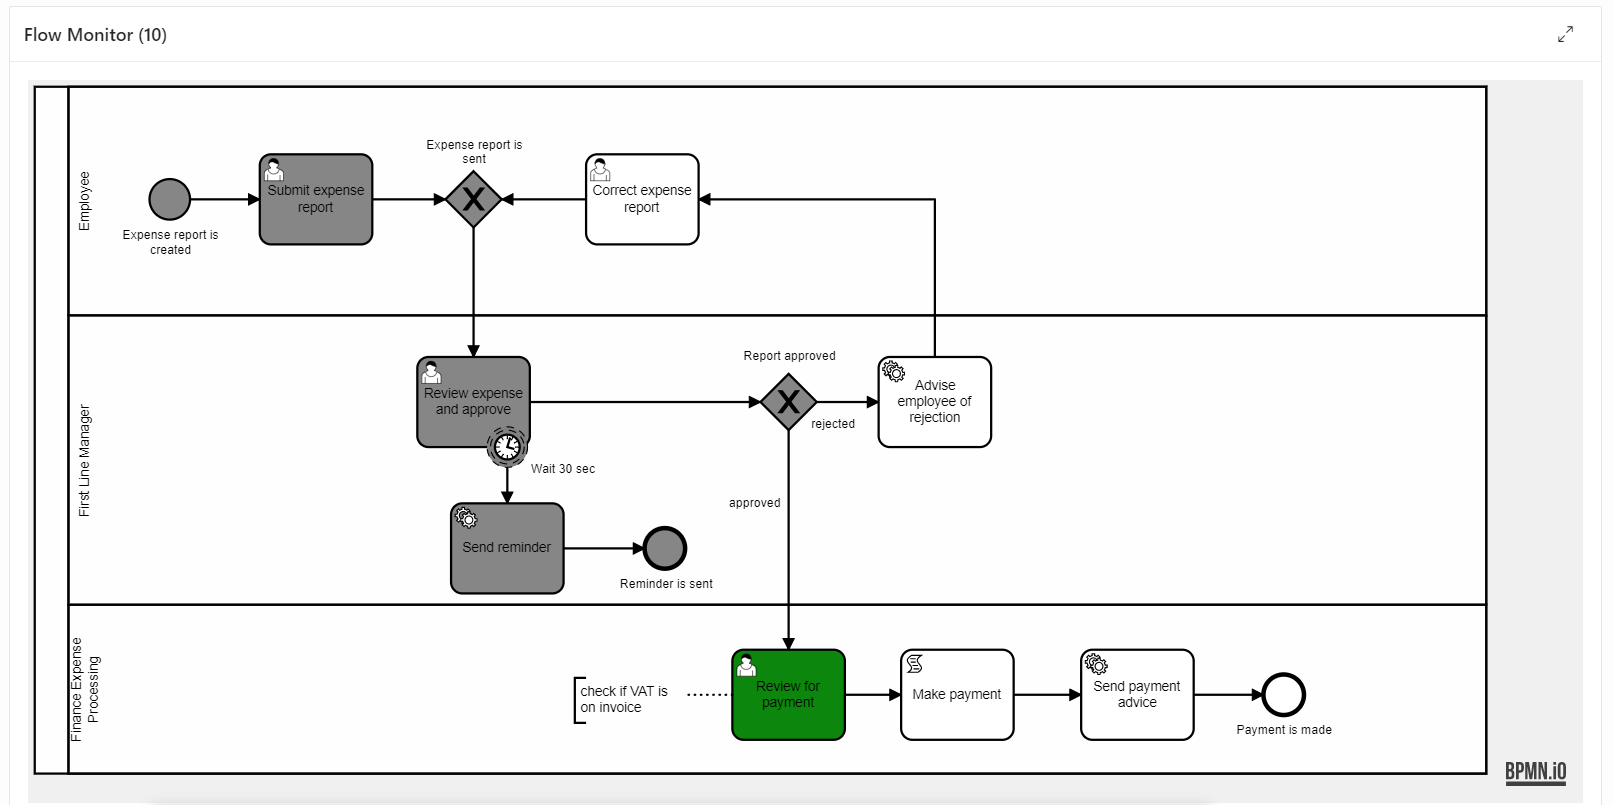 Flow Monitor (10)
Employee
Expense report is
created
Submit expense
report
Expense report is
sent
X
Correct expense
report
First Line Manager
Review expense
and approve
Wait 30 sec
Send reminder
Reminder is sent
Report approved
X
rejected
approved
Advise
employee of
rejection
Finance Expense
Processing
check if VAT is
on invoice
Review for
payment
Make payment
Send payment
advice
Payment is made
BPMN.iO